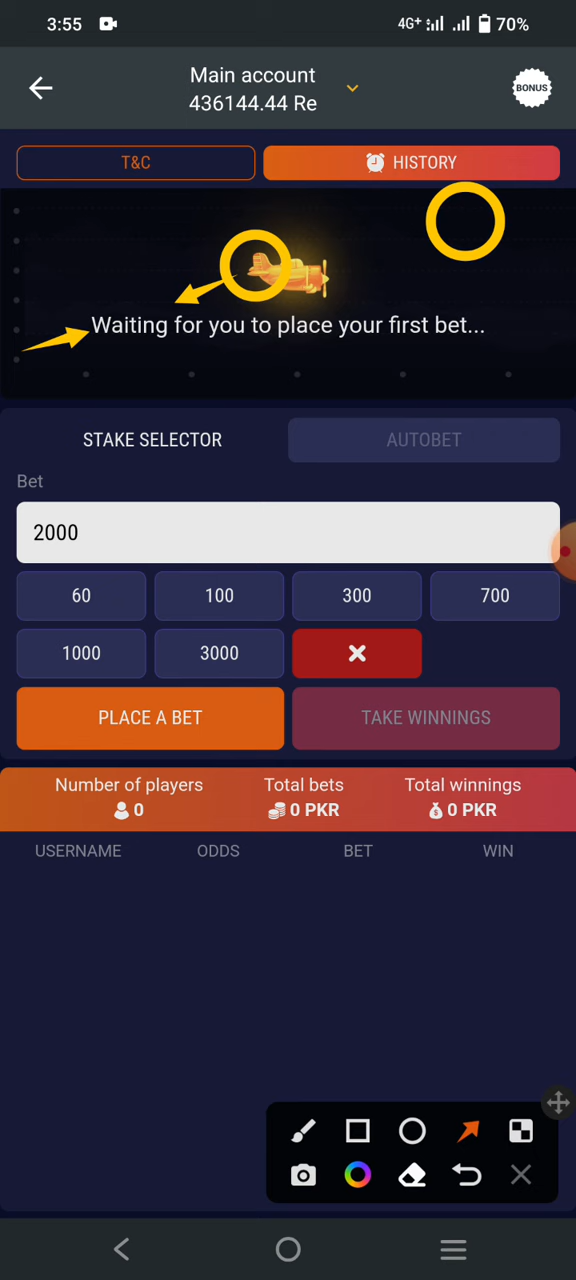 3:55
4G+ 70%
Main account
436144.44 Re
BONUS
T&C
HISTORY
Waiting for you to place your first bet...
STAKE SELECTOR
AUTOBET
Bet
2000
60 100 300 700
1000 3000
PLACE A BET
TAKE WINNINGS
Number of players Total bets Total winnings
0 0 PKR 0 PKR
USERNAME ODDS BET WIN